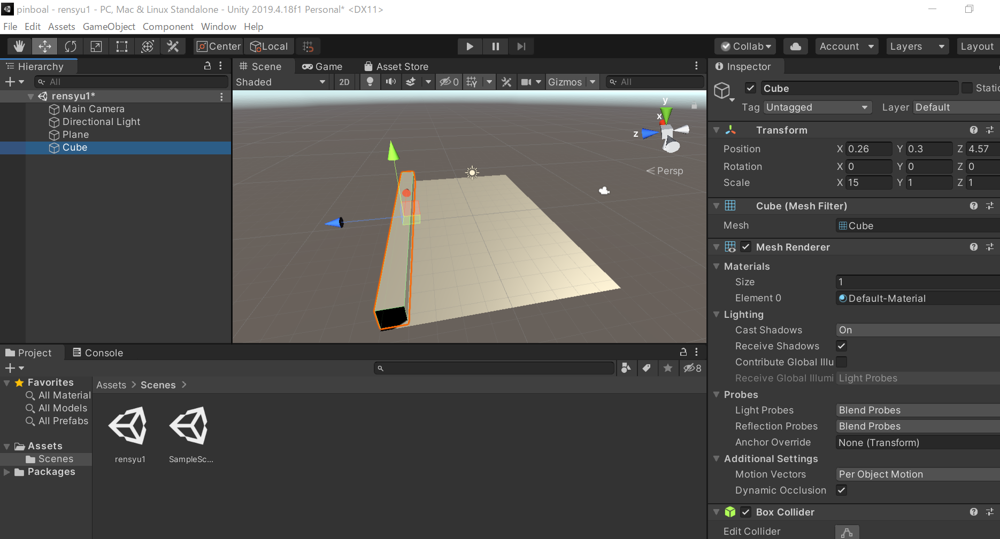 pinboal - rensyu1 - PC, Mac & Linux Standalone - Unity 2019.4.18f1 Personal* <DX11>
File Edit Assets GameObject Component Window Help
Center Local Collab Account Layers Layout
Hierarchy
All
rensyu1*
Main Camera
Directional Light
Plane
Cube
Scene Game Asset Store
Shaded 2D 0 Gizmos All
y
x
z
Persp
Inspector
Cube
Tag Untagged Layer Default
Transform
Position X 0.26 Y 0.3 Z 4.57
Rotation X 0 Y 0 Z 0
Scale X 15 Y 1 Z 1
Cube (Mesh Filter)
Mesh Cube
Mesh Renderer
Materials
Size 1
Element 0 Default-Material
Lighting
Cast Shadows On
Receive Shadows
Contribute Global Illu
Receive Global Illumi Light Probes
Probes
Light Probes Blend Probes
Reflection Probes Blend Probes
Anchor Override None (Transform)
Additional Settings
Motion Vectors Per Object Motion
Dynamic Occlusion
Box Collider
Edit Collider
Project Console
8
Favorites
All Material
All Models
All Prefabs
Assets
Scenes
Packages
Assets > Scenes >
rensyu1 SampleSc...